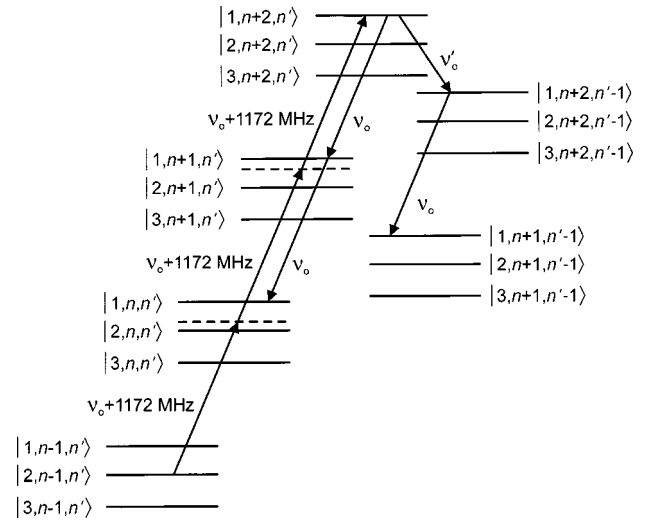 |1,n+2,n′⟩
|2,n+2,n′⟩
|3,n+2,n′⟩
ν′ₒ
|1,n+2,n′-1⟩
|2,n+2,n′-1⟩
|3,n+2,n′-1⟩
νₒ+1172 MHz
νₒ
|1,n+1,n′⟩
|2,n+1,n′⟩
|3,n+1,n′⟩
νₒ
|1,n+1,n′-1⟩
|2,n+1,n′-1⟩
|3,n+1,n′-1⟩
νₒ+1172 MHz
νₒ
|1,n,n′⟩
|2,n,n′⟩
|3,n,n′⟩
νₒ+1172 MHz
|1,n-1,n′⟩
|2,n-1,n′⟩
|3,n-1,n′⟩